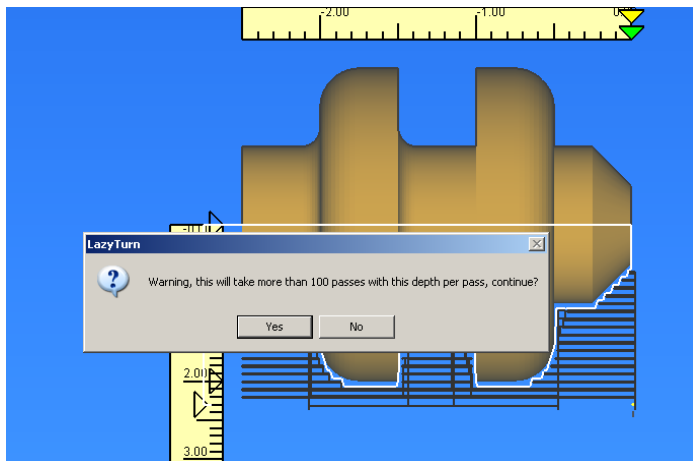 -2.00
-1.00
LazyTurn
Warning, this will take more than 100 passes with this depth per pass, continue?
Yes
No
2.00
3.00